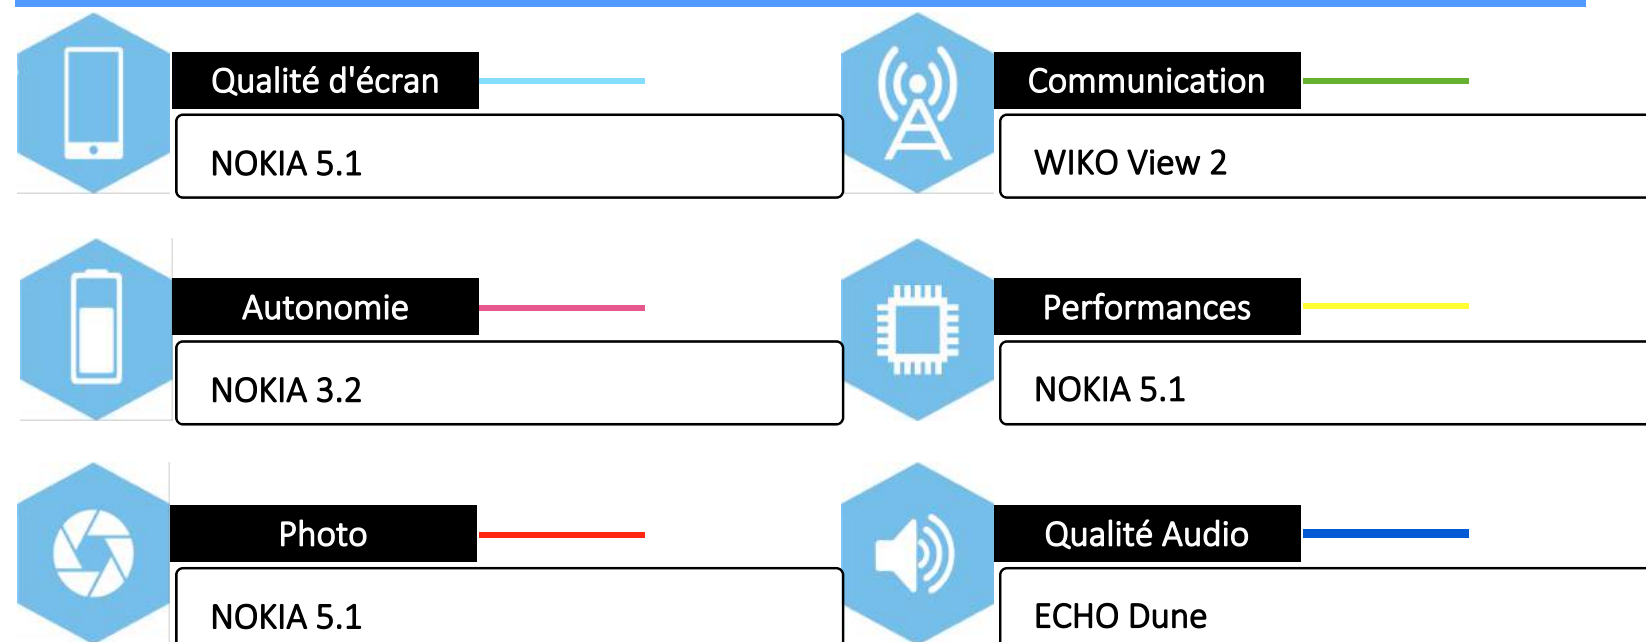 Qualité d'écran
NOKIA 5.1
Communication
WIKO View 2
Autonomie
NOKIA 3.2
Performances
NOKIA 5.1
Photo
NOKIA 5.1
Qualité Audio
ECHO Dune